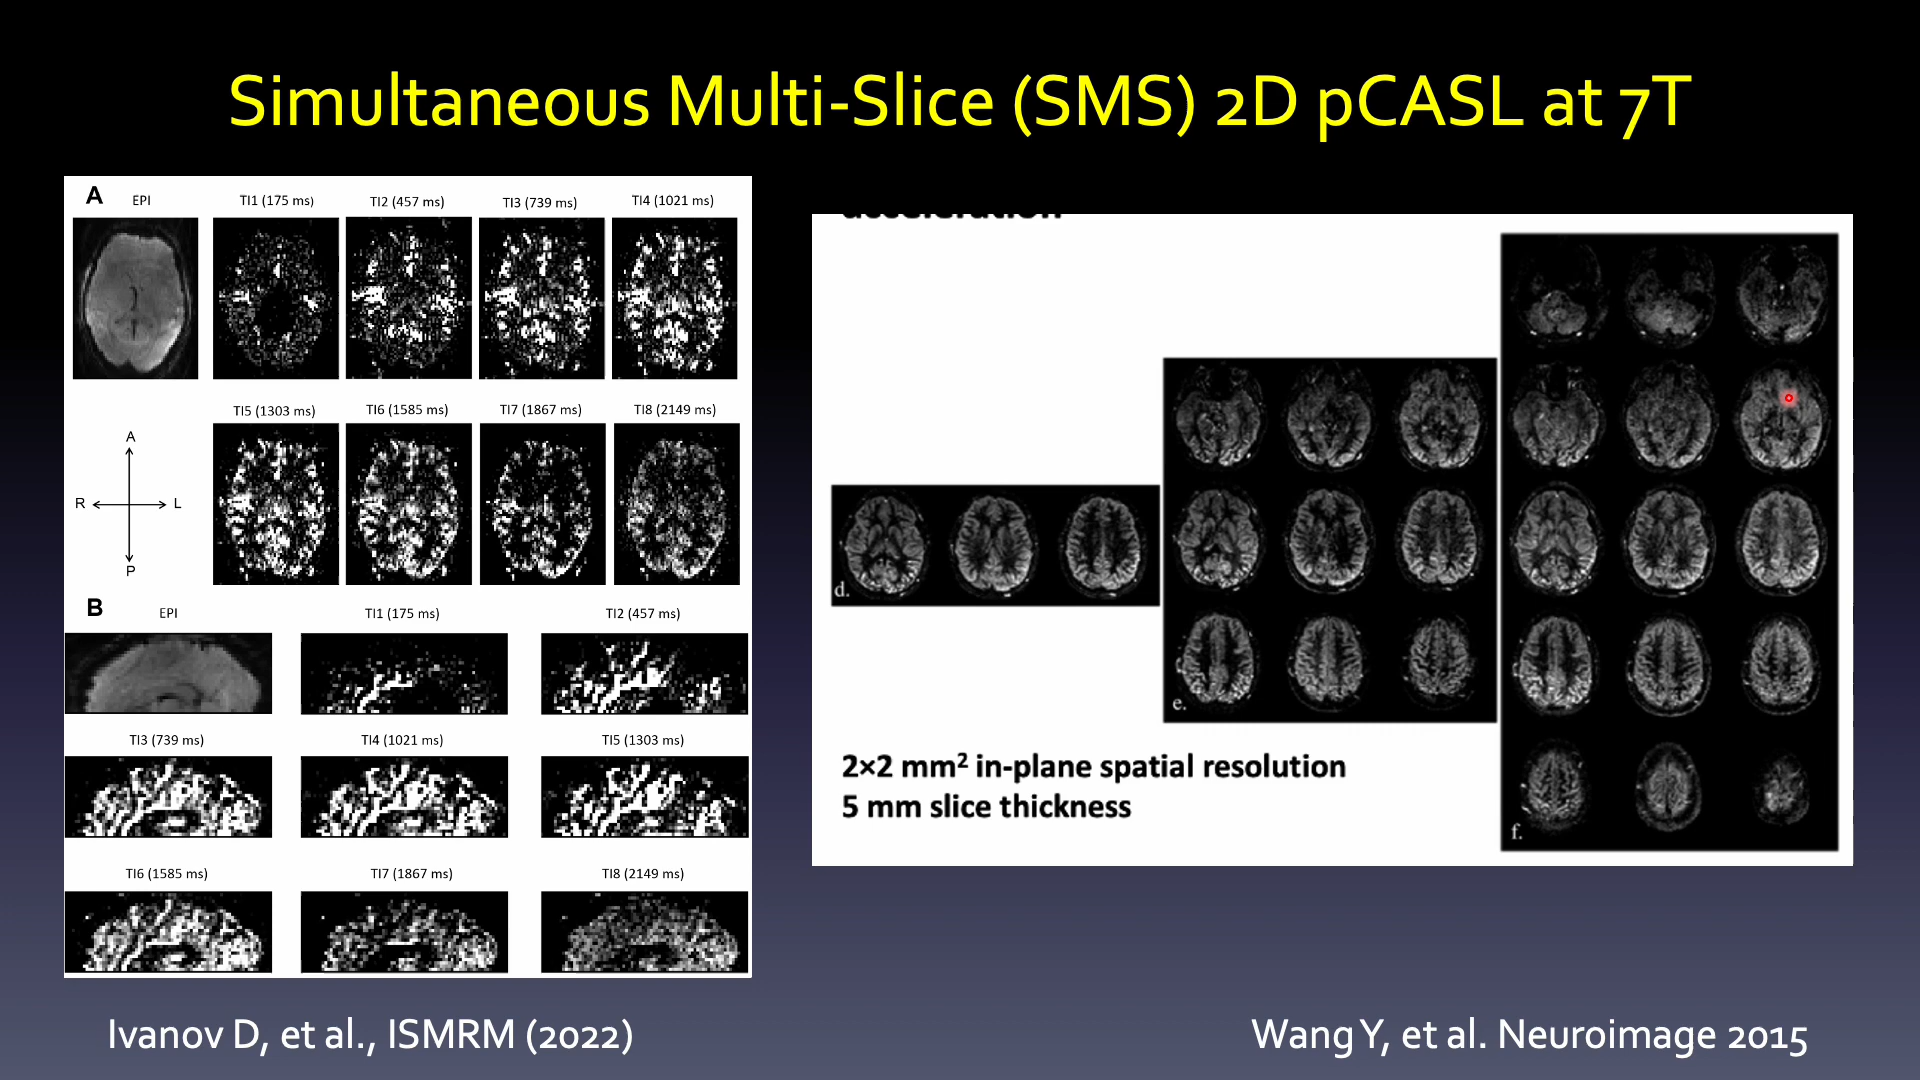 Simultaneous Multi-Slice (SMS) 2D pCASL at 7T
A EPI TI1 (175 ms) TI2 (457 ms) TI3 (739 ms) TI4 (1021 ms)
TI5 (1303 ms) TI6 (1585 ms) TI7 (1867 ms) TI8 (2149 ms)
A
R L
P
B EPI TI1 (175 ms) TI2 (457 ms)
TI3 (739 ms) TI4 (1021 ms) TI5 (1303 ms)
TI6 (1585 ms) TI7 (1867 ms) TI8 (2149 ms)
acceleration
d.
e.
2×2 mm² in-plane spatial resolution
5 mm slice thickness
f.
Ivanov D, et al., ISMRM (2022)
Wang Y, et al. Neuroimage 2015